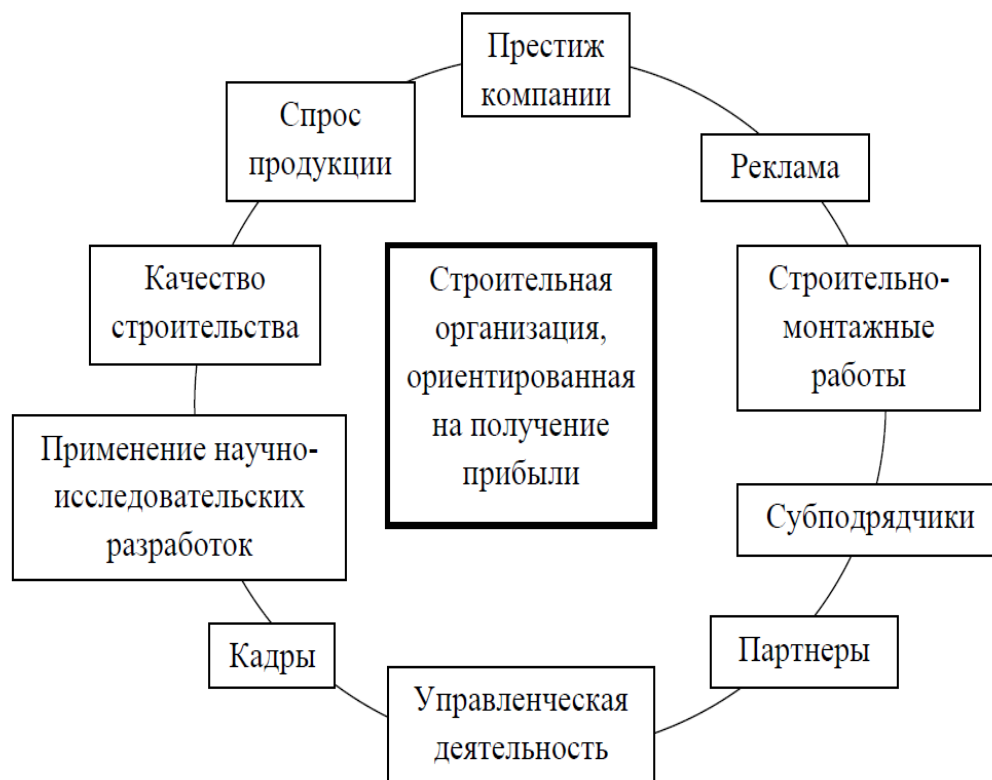 Престиж
компании
Спрос
продукции
Реклама
Качество
строительства
Строительная
организация,
ориентированная
на получение
прибыли
Строительно-
монтажные
работы
Применение научно-
исследовательских
разработок
Субподрядчики
Кадры
Партнеры
Управленческая
деятельность